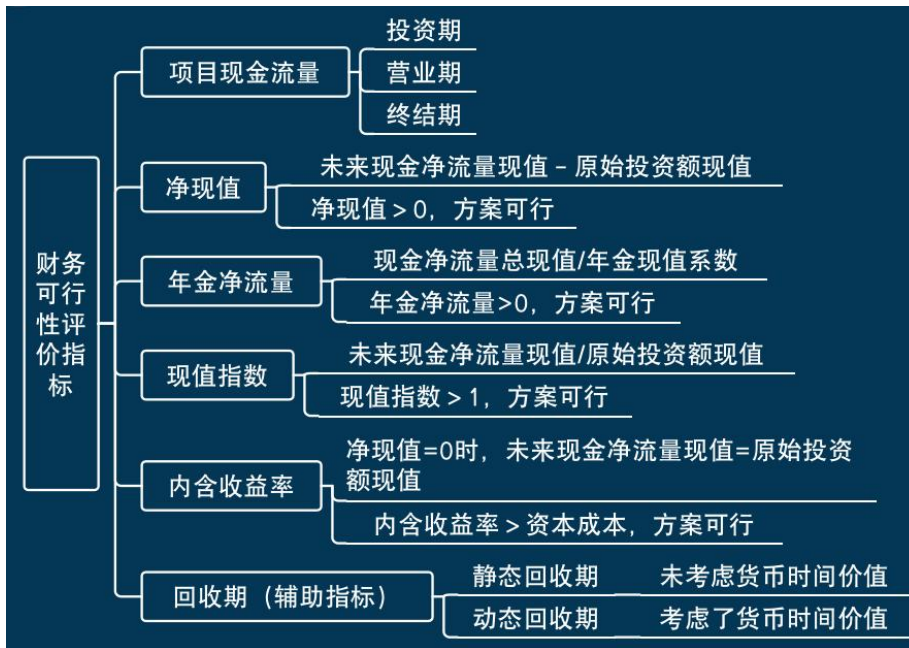 财务
可行
性评
价指
标
项目现金流量
投资期
营业期
终结期
净现值
未来现金净流量现值－原始投资额现值
净现值＞0，方案可行
年金净流量
现金净流量总现值/年金现值系数
年金净流量>0，方案可行
现值指数
未来现金净流量现值/原始投资额现值
现值指数＞1，方案可行
内含收益率
净现值=0时，未来现金净流量现值=原始投资
额现值
内含收益率＞资本成本，方案可行
回收期（辅助指标）
静态回收期 未考虑货币时间价值
动态回收期 考虑了货币时间价值